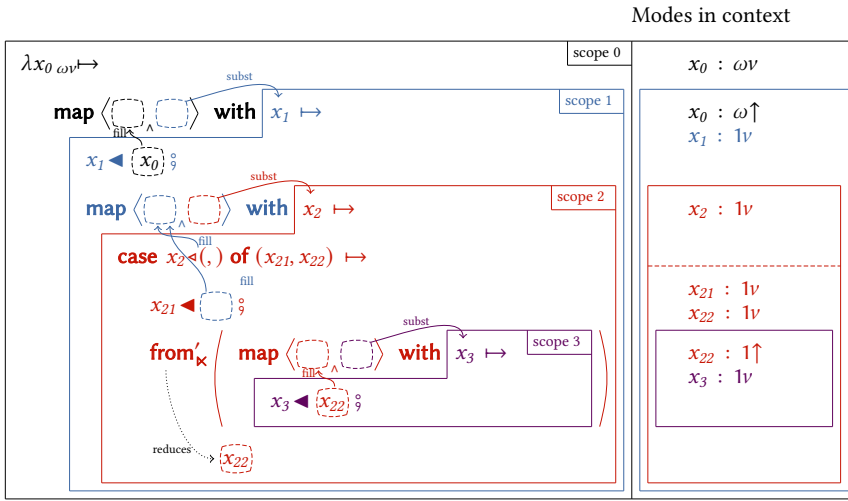 Modes in context
λx₀ ων ↦ scope 0 x₀ : ων
subst
map ⟨ ∧ ⟩ with x₁ ↦ scope 1 x₀ : ω↑
fill x₁ : 1ν
x₁ ◀ x₀ ⨟
subst
map ⟨ ∧ ⟩ with x₂ ↦ scope 2 x₂ : 1ν
fill
case x₂ ◁ (,) of (x₂₁, x₂₂) ↦
fill x₂₁ : 1ν
x₂₁ ◀ ⨟ x₂₂ : 1ν
subst scope 3
from′⋉ ( map ⟨ ∧ ⟩ with x₃ ↦ ) x₂₂ : 1↑
fill x₃ : 1ν
x₃ ◀ x₂₂ ⨟
reduces x₂₂